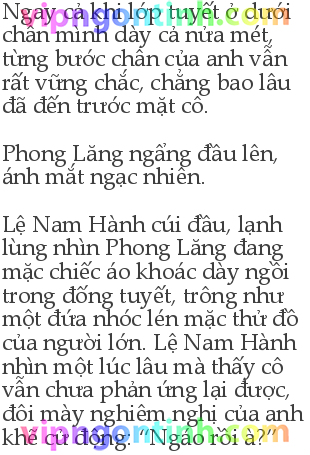 Ngay cả khi lớp tuyết ở dưới
chân mình dày cả nửa mét,
từng bước chân của anh vẫn
rất vững chắc, chẳng bao lâu
đã đến trước mặt cô.
Phong Lăng ngẩng đầu lên,
ánh mắt ngạc nhiên.
Lệ Nam Hành cúi đầu, lạnh
lùng nhìn Phong Lăng đang
mặc chiếc áo khoác dày ngồi
trong đống tuyết, trông như
một đứa nhóc lén mặc thử đồ
của người lớn. Lệ Nam Hành
nhìn một lúc lâu mà thấy cô
vẫn chưa phản ứng lại được,
đôi mày nghiêm nghị của anh
khẽ cử động: “Ngáo rồi à?”
vipngontinh.com
vipngontinh.com